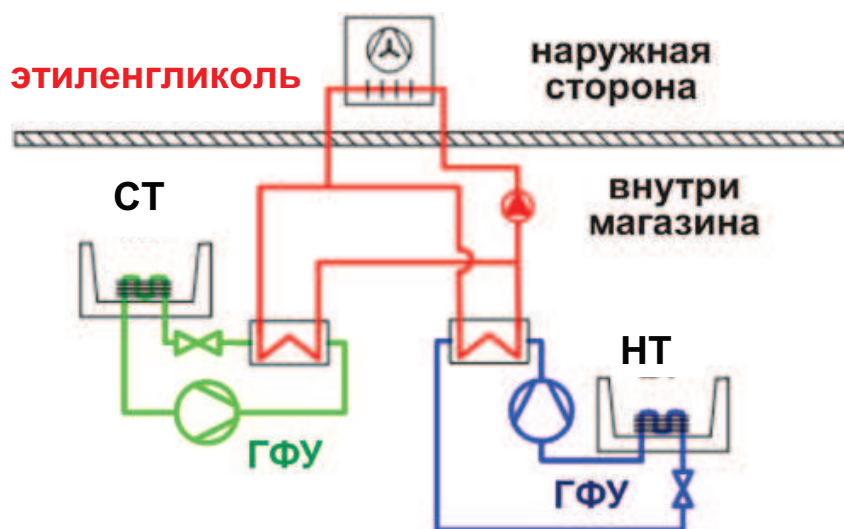 этиленгликоль
наружная
сторона
внутри
магазина
СТ
НТ
ГФУ
ГФУ